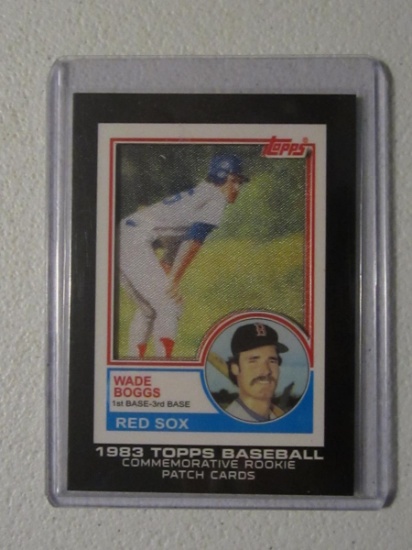 Topps
WADE
BOGGS
1st BASE-3rd BASE
RED SOX
B
1983 TOPPS BASEBALL
COMMEMORATIVE ROOKIE
PATCH CARDS